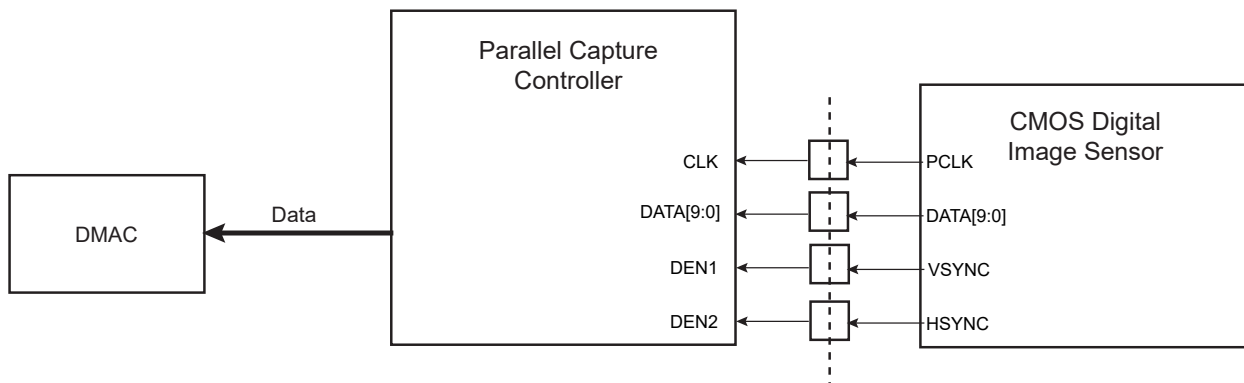 Parallel Capture
Controller
CMOS Digital
Image Sensor
CLK
PCLK
Data
DATA[9:0]
DATA[9:0]
DMAC
DEN1
VSYNC
DEN2
HSYNC